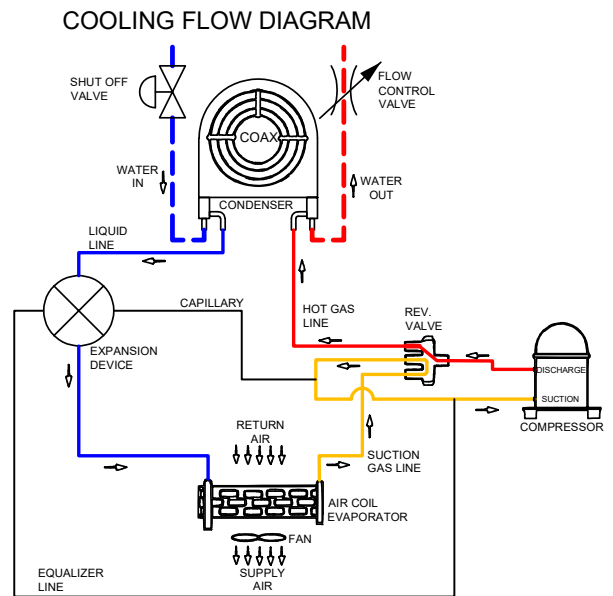 COOLING FLOW DIAGRAM
SHUT OFF
VALVE
FLOW
CONTROL
VALVE
COAX
WATER
IN
WATER
OUT
CONDENSER
LIQUID
LINE
CAPILLARY
HOT GAS
LINE
REV.
VALVE
EXPANSION
DEVICE
DISCHARGE
SUCTION
COMPRESSOR
RETURN
AIR
SUCTION
GAS LINE
AIR COIL
EVAPORATOR
FAN
EQUALIZER
LINE
SUPPLY
AIR